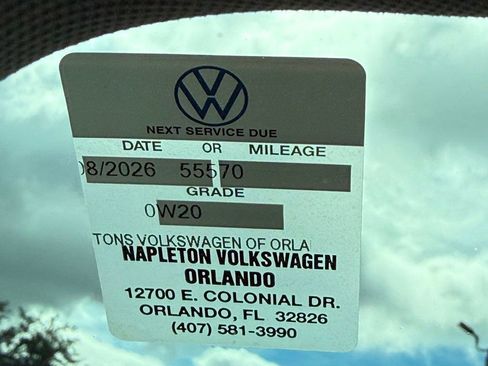 NEXT SERVICE DUE
DATE OR MILEAGE
08/2026 55570
GRADE
0W20
TONS VOLKSWAGEN OF ORLA
NAPLETON VOLKSWAGEN
ORLANDO
12700 E. COLONIAL DR.
ORLANDO, FL 32826
(407) 581-3990